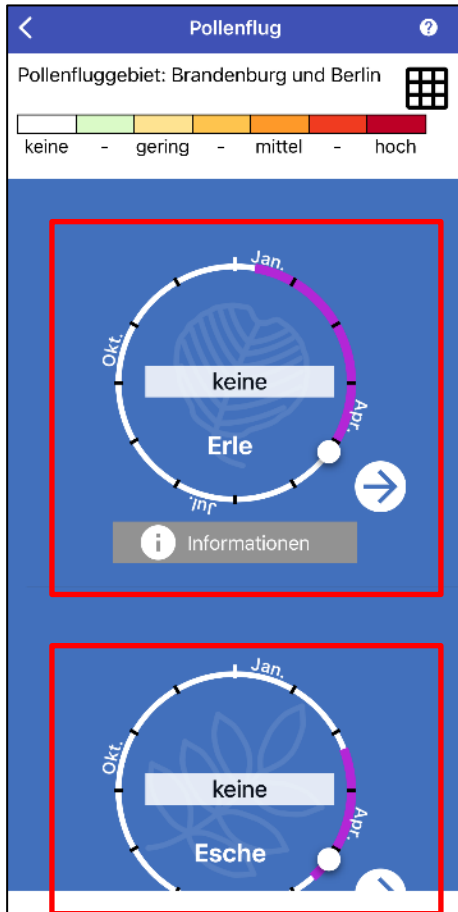 Pollenflug
?
Pollenfluggebiet: Brandenburg und Berlin
keine - gering - mittel - hoch
Jan.
Okt.
keine
Apr.
Erle
Jul.
i Informationen
Jan.
Okt.
keine
Apr.
Esche